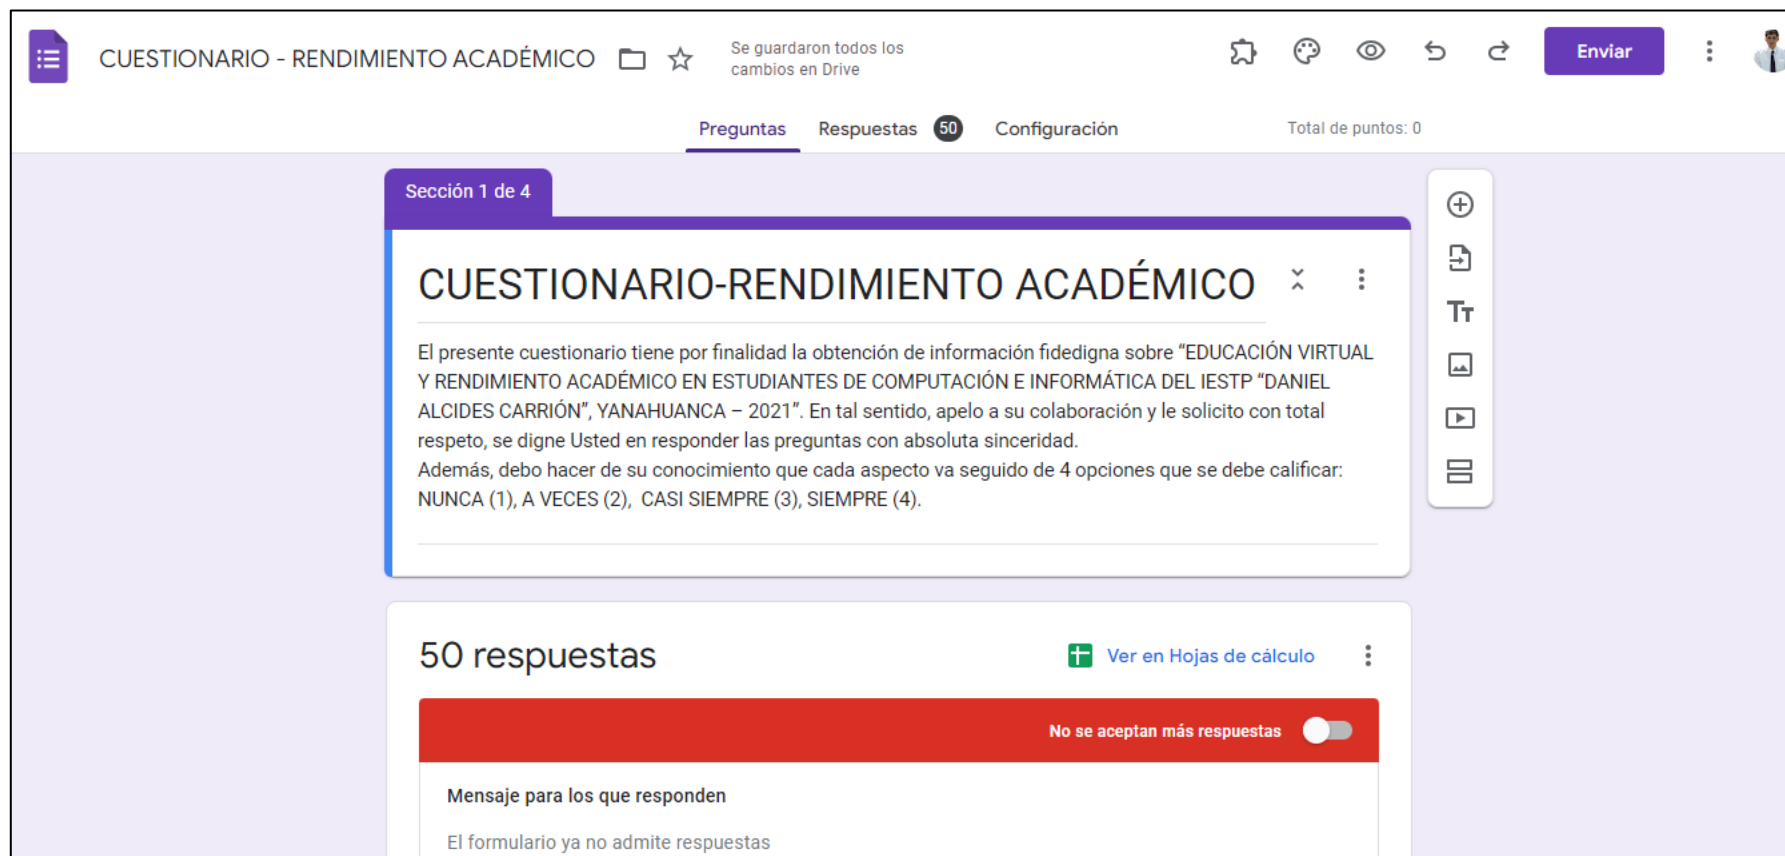 CUESTIONARIO - RENDIMIENTO ACADÉMICO
Se guardaron todos los
cambios en Drive
Enviar
Preguntas Respuestas 50 Configuración Total de puntos: 0
Sección 1 de 4
CUESTIONARIO-RENDIMIENTO ACADÉMICO
El presente cuestionario tiene por finalidad la obtención de información fidedigna sobre “EDUCACIÓN VIRTUAL
Y RENDIMIENTO ACADÉMICO EN ESTUDIANTES DE COMPUTACIÓN E INFORMÁTICA DEL IESTP “DANIEL
ALCIDES CARRIÓN”, YANAHUANCA – 2021”. En tal sentido, apelo a su colaboración y le solicito con total
respeto, se digne Usted en responder las preguntas con absoluta sinceridad.
Además, debo hacer de su conocimiento que cada aspecto va seguido de 4 opciones que se debe calificar:
NUNCA (1), A VECES (2), CASI SIEMPRE (3), SIEMPRE (4).
Tт
50 respuestas
Ver en Hojas de cálculo
No se aceptan más respuestas
Mensaje para los que responden
El formulario ya no admite respuestas